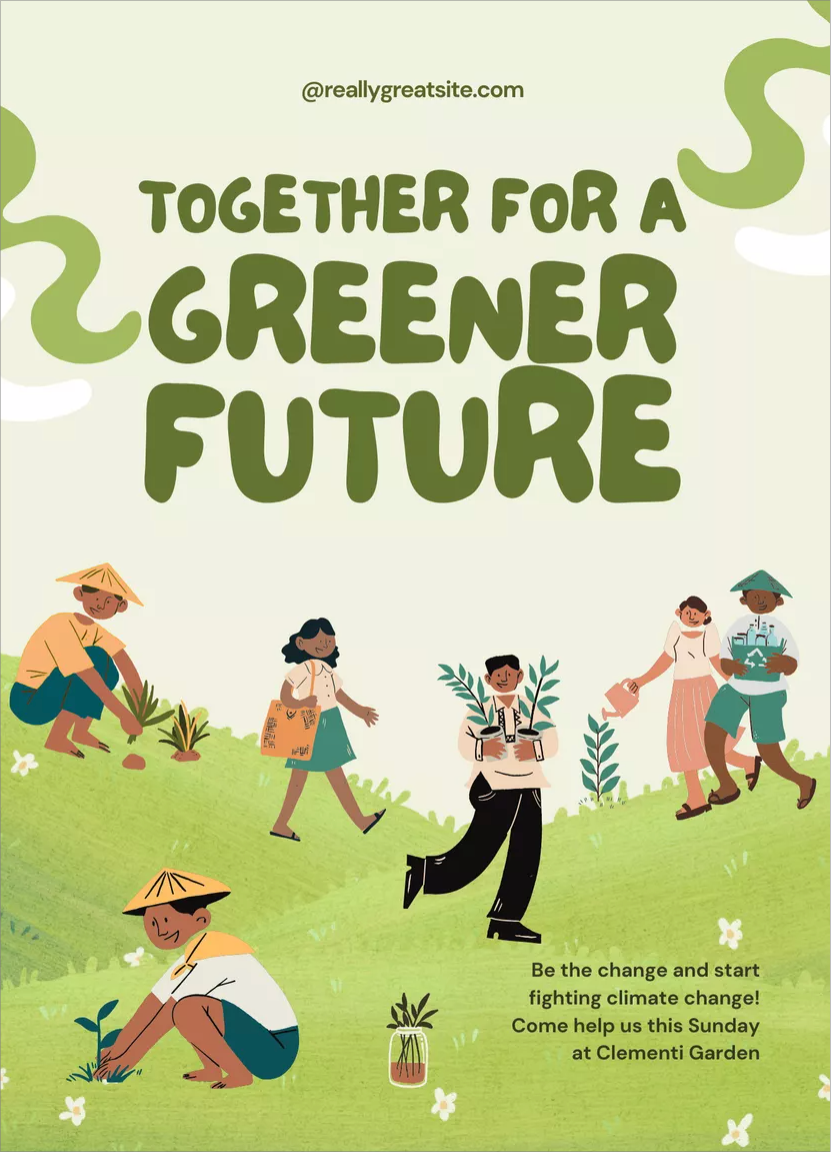 @reallygreatsite.com
TOGETHER FOR A
GREENER
FUTURE
Be the change and start
fighting climate change!
Come help us this Sunday
at Clementi Garden